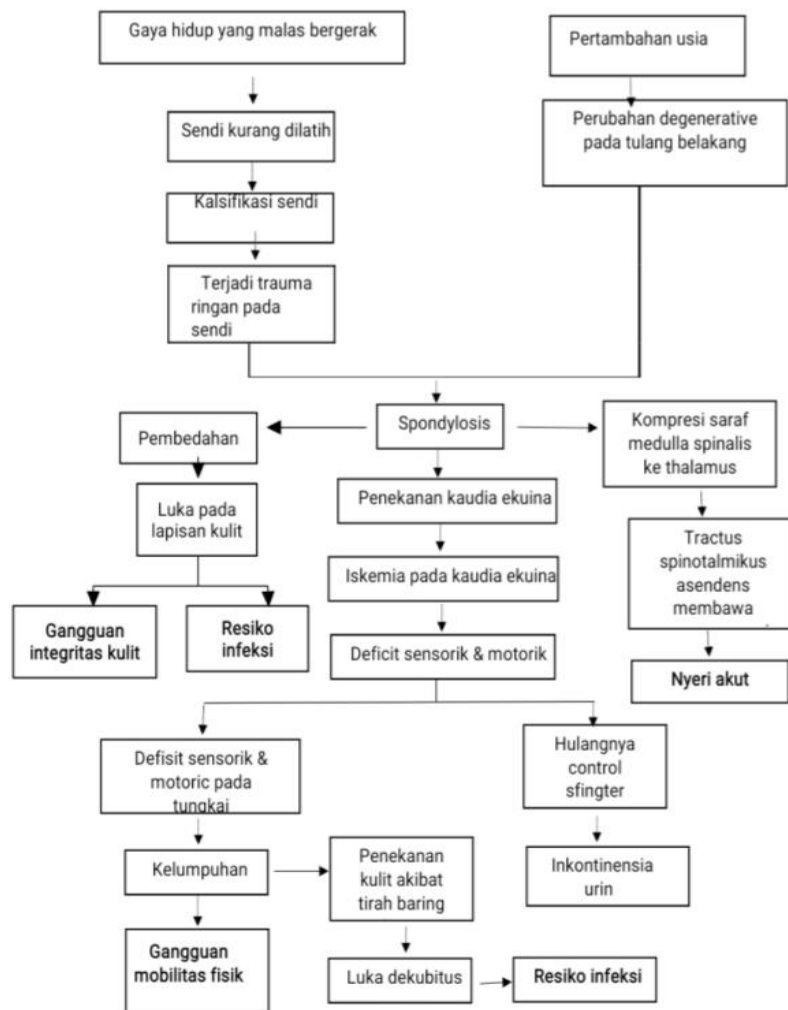 Gaya hidup yang malas bergerak
Pertambahan usia
Sendi kurang dilatih
Perubahan degenerative
pada tulang belakang
Kalsifikasi sendi
Terjadi trauma
ringan pada
sendi
Pembedahan
Spondylosis
Kompresi saraf
medulla spinalis
ke thalamus
Luka pada
lapisan kulit
Penekanan kaudia ekuina
Tractus
spinotalmikus
asendens
membawa
Iskemia pada kaudia ekuina
Gangguan
integritas kulit
Resiko
infeksi
Deficit sensorik & motorik
Nyeri akut
Defisit sensorik &
motoric pada
tungkai
Hulangnya
control
sfingter
Kelumpuhan
Penekanan
kulit akibat
tirah baring
Inkontinensia
urin
Gangguan
mobilitas fisik
Luka dekubitus
Resiko infeksi